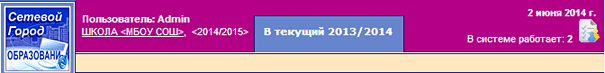 Сетевой
Город
ОБРАЗОВАНИ
Пользователь: Admin
ШКОЛА <МБОУ СОШ>, <2014/2015>
В текущий 2013/2014
2 июня 2014 г.
В системе работает: 2